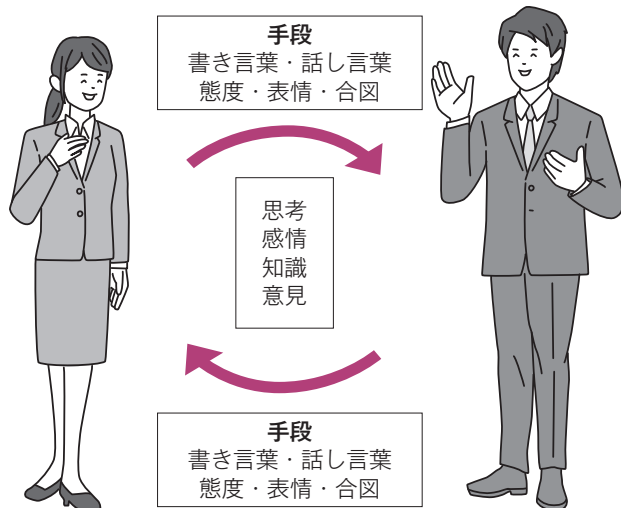 手段
書き言葉・話し言葉
態度・表情・合図
思考
感情
知識
意見
手段
書き言葉・話し言葉
態度・表情・合図